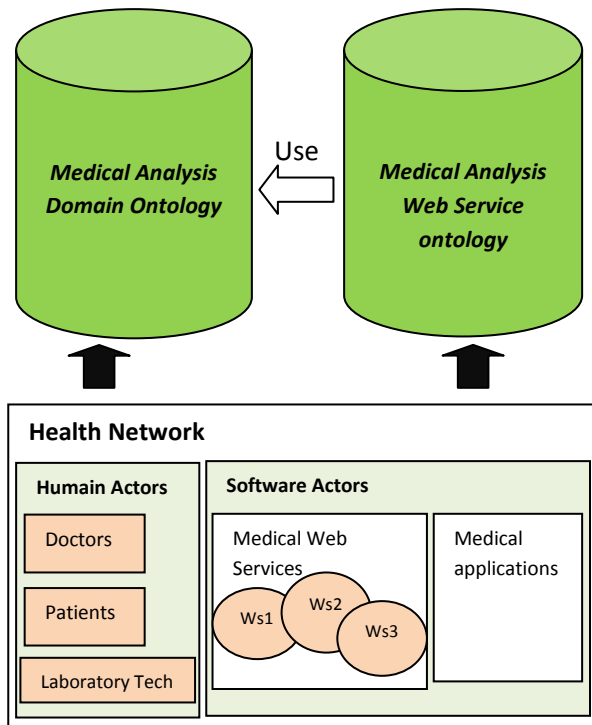 Medical Analysis
Domain Ontology
Use
Medical Analysis
Web Service
ontology
Health Network
Humain Actors
Doctors
Patients
Laboratory Tech
Software Actors
Medical Web
Services
Ws1
Ws2
Ws3
Medical
applications